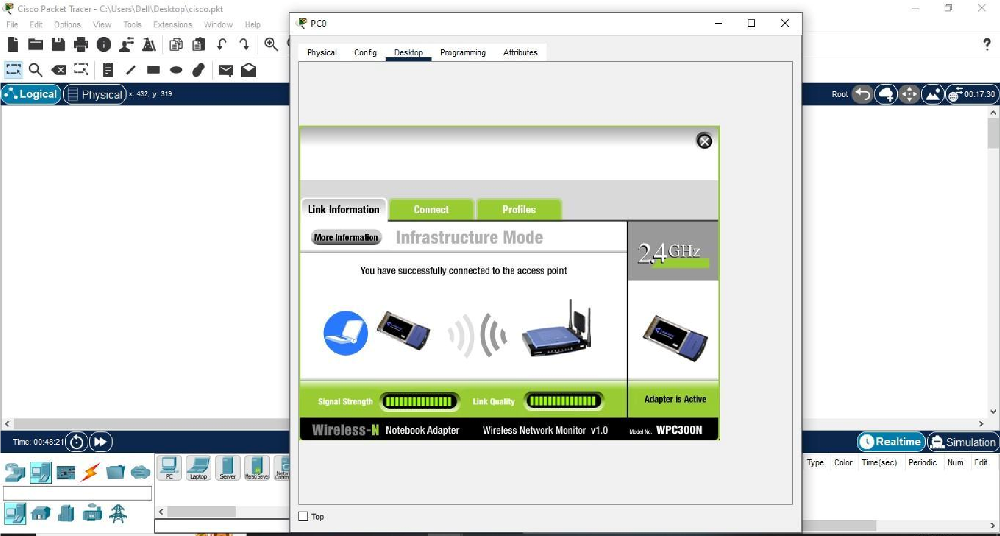 Cisco Packet Tracer - C:\Users\Dell\Desktop\cisco.pkt
File Edit Options View Tools Extensions Window Help
PC0
Physical Config Desktop Programming Attributes
Logical Physical x: 432, y: 319
Root 00:17:30
Link Information Connect Profiles
More Information Infrastructure Mode
2.4 GHz
You have successfully connected to the access point
Signal Strength Link Quality Adapter is Active
Wireless-N Notebook Adapter Wireless Network Monitor v1.0 Model No. WPC300N
Time: 00:48:21
Realtime Simulation
PC Laptop Server Meraki Server
Type Color Time(sec) Periodic Num Edit
Top